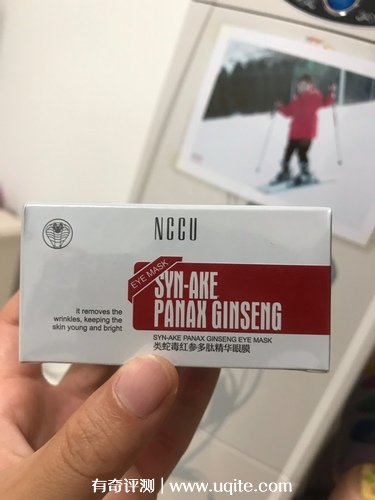 NCCU
EYE MASK
SYN-AKE
PANAX GINSENG
It removes the
wrinkles, keeping the
skin young and bright
SYN-AKE PANAX GINSENG EYE MASK
类蛇毒红参多肽精华眼膜
有奇评测 | www.uqite.com